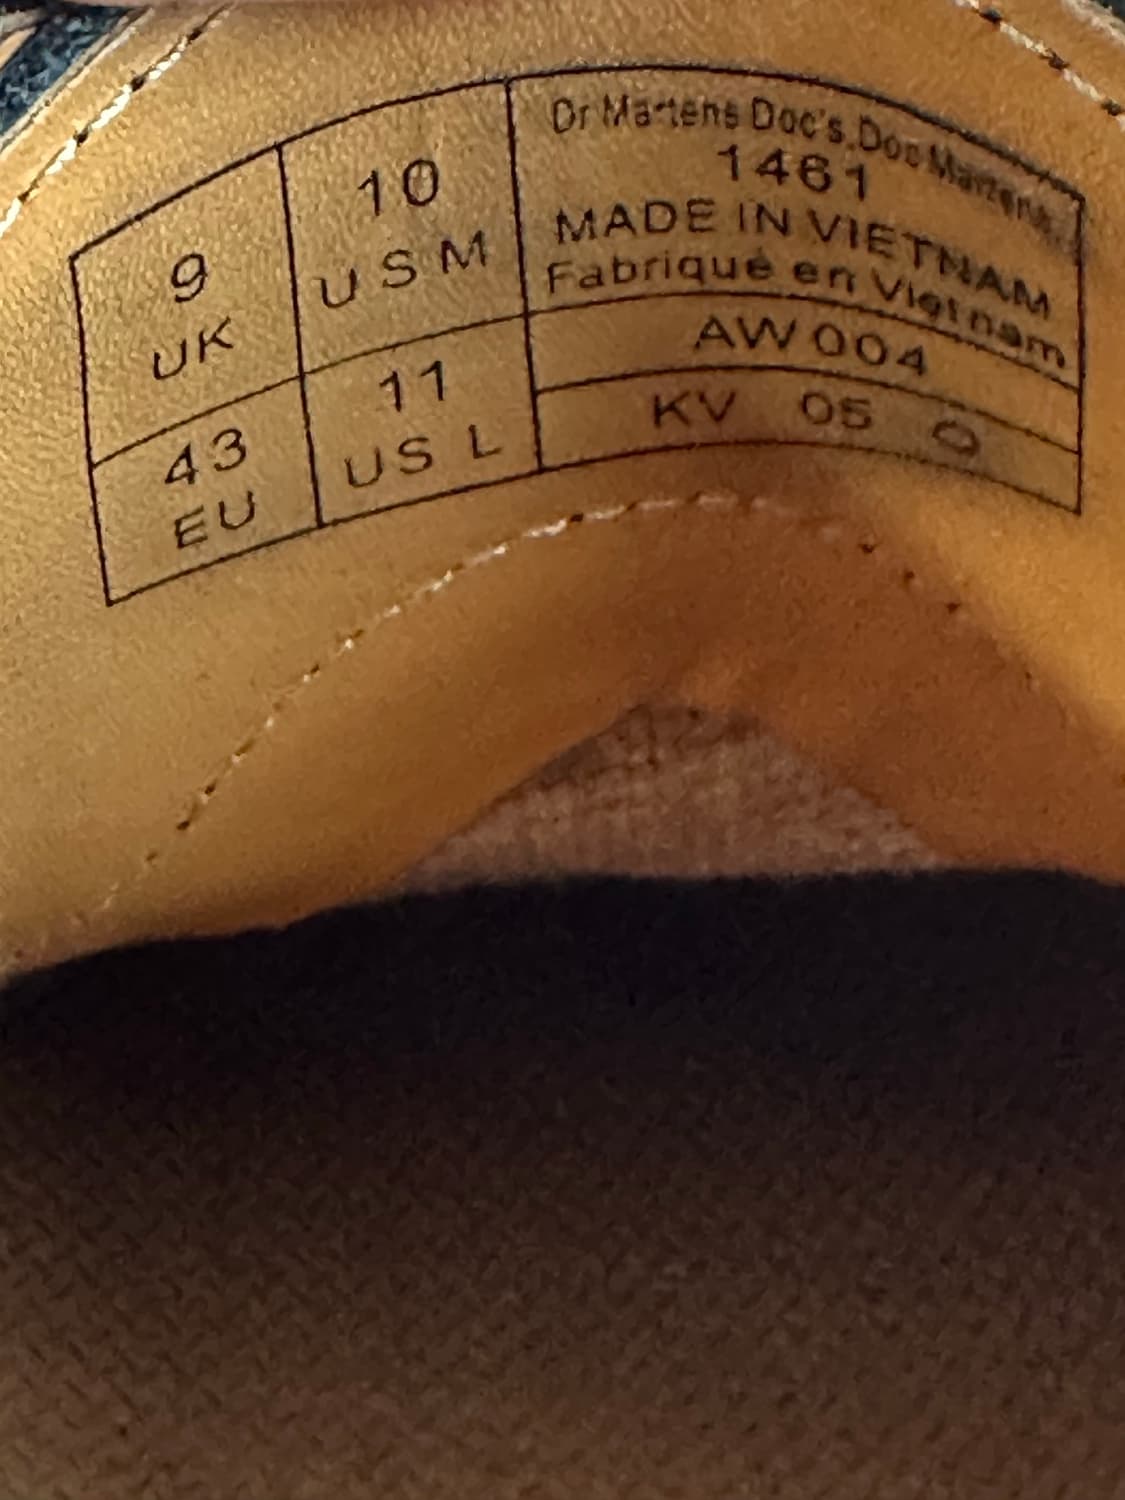 9
UK
10
USM
43
EU
11
US L
Dr Martens Doc's.Doc Martens
1461
MADE IN VIETNAM
Fabriqué en Vietnam
AW004
KV 05 O